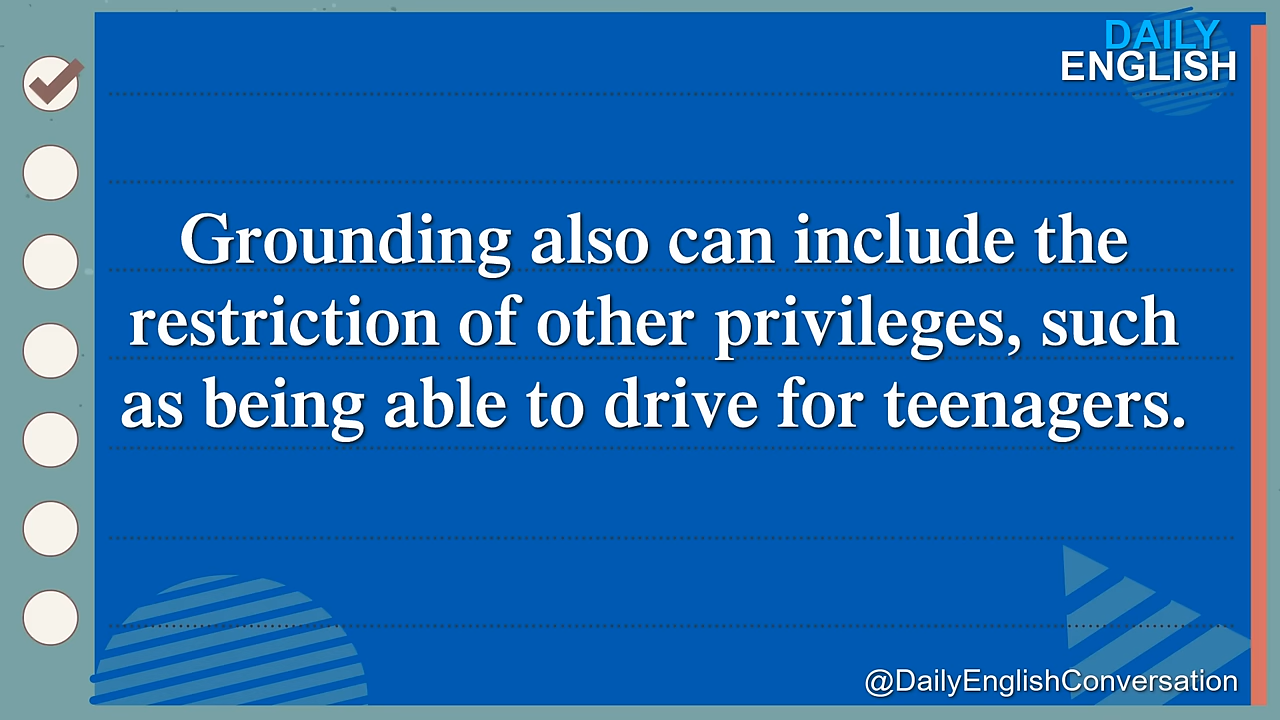 DAILY
ENGLISH
Grounding also can include the
restriction of other privileges, such
as being able to drive for teenagers.
@DailyEnglishConversation